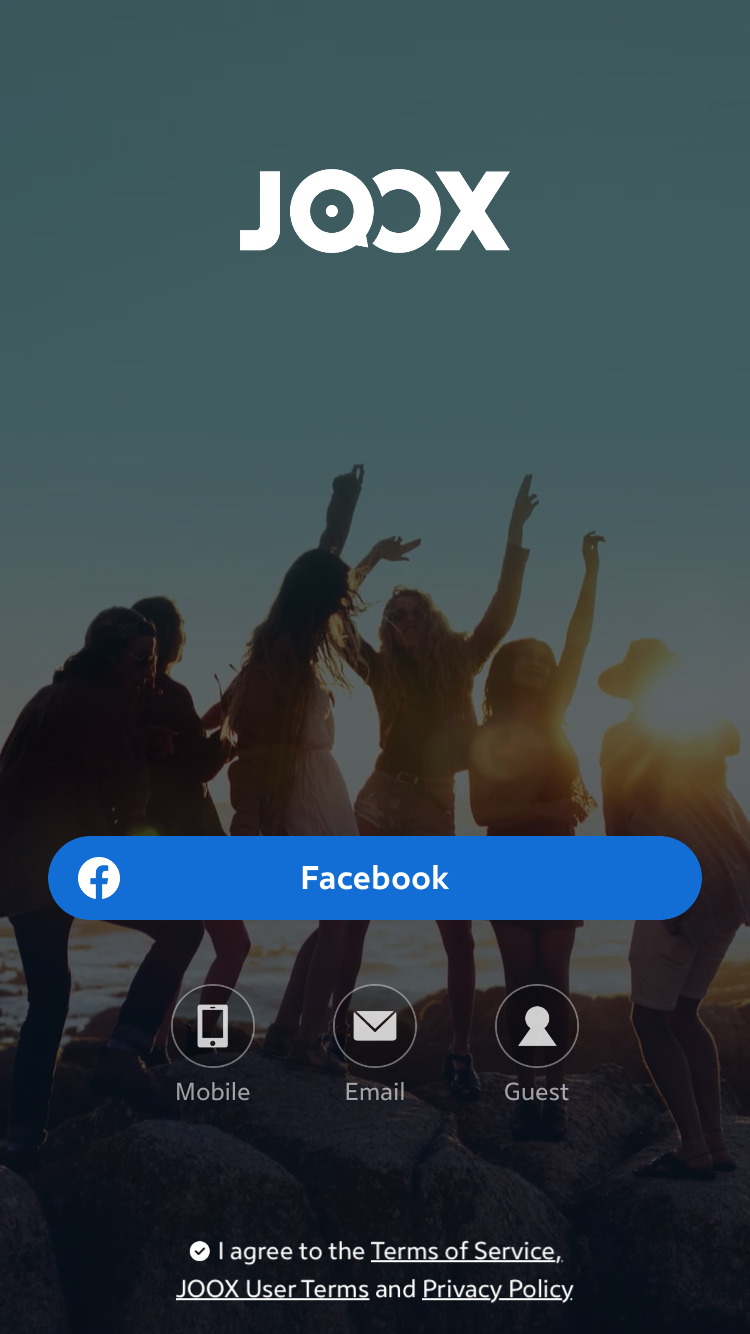 JOOX
Facebook
Mobile
Email
Guest
I agree to the Terms of Service,
JOOX User Terms and Privacy Policy